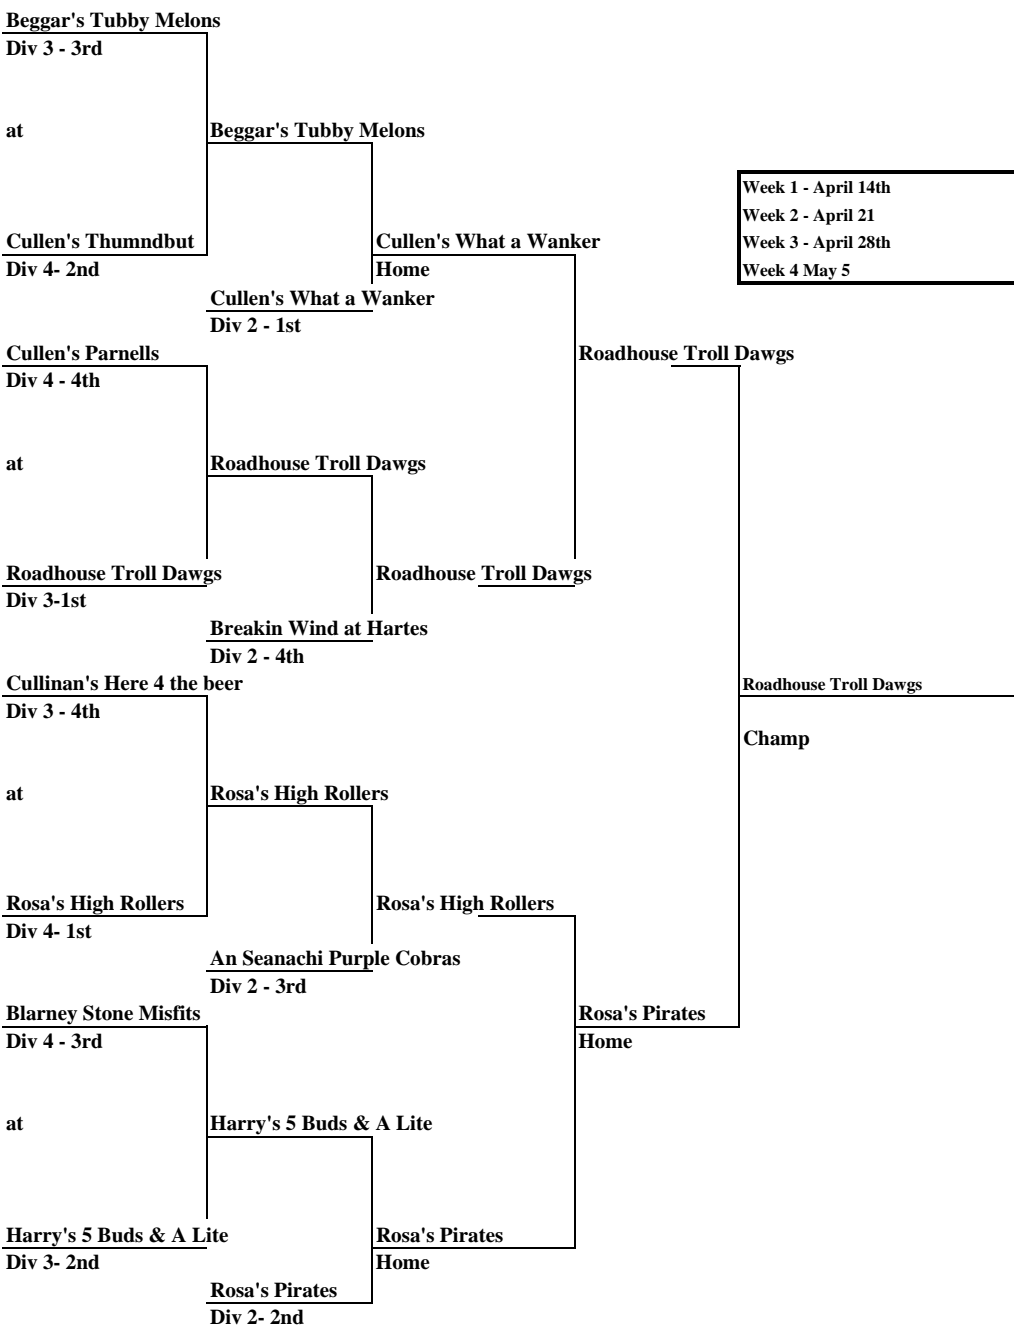 Beggar's Tubby Melons
Div 3 - 3rd
at
Beggar's Tubby Melons
Week 1 - April 14th
Week 2 - April 21
Week 3 - April 28th
Week 4 May 5
Cullen's Thumndbut
Cullen's What a Wanker
Div 4- 2nd
Home
Cullen's What a Wanker
Div 2 - 1st
Cullen's Parnells
Roadhouse Troll Dawgs
Div 4 - 4th
at
Roadhouse Troll Dawgs
Roadhouse Troll Dawgs
Roadhouse Troll Dawgs
Div 3-1st
Breakin Wind at Hartes
Div 2 - 4th
Cullinan's Here 4 the beer
Roadhouse Troll Dawgs
Div 3 - 4th
Champ
at
Rosa's High Rollers
Rosa's High Rollers
Rosa's High Rollers
Div 4- 1st
An Seanachi Purple Cobras
Div 2 - 3rd
Blarney Stone Misfits
Rosa's Pirates
Div 4 - 3rd
Home
at
Harry's 5 Buds & A Lite
Harry's 5 Buds & A Lite
Rosa's Pirates
Div 3- 2nd
Home
Rosa's Pirates
Div 2- 2nd